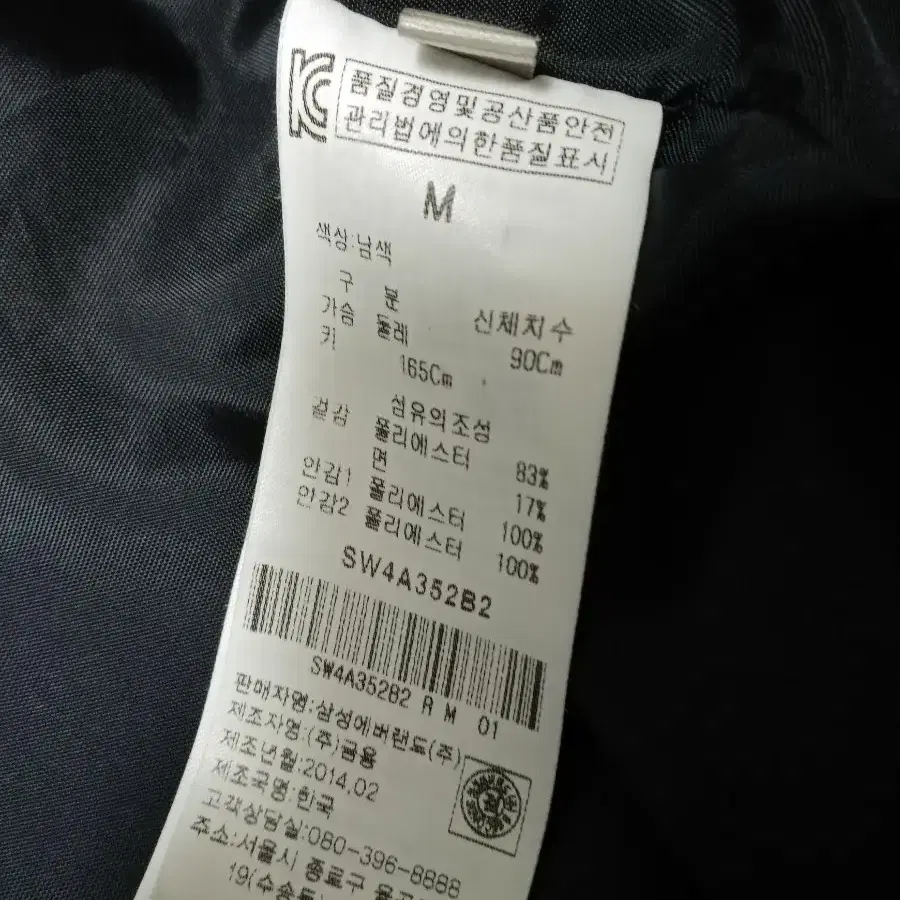 KC
품질경영및공산품안전
관리법에의한품질표시
M
색상:남색
구 분 신체치수
가슴 둘레 90Cm
키 165Cm
섬유의조성
겉감 폴리에스터 83%
면 17%
안감1 폴리에스터 100%
안감2 폴리에스터 100%
SW4A352B2
SW4A352B2 R M 01
판매자명:삼성에버랜드(주)
제조자명:(주)금용
제조년월:2014.02
제조국명:한국
고객상담실:080-396-8888
주소:서울시 종로구
19(수송동